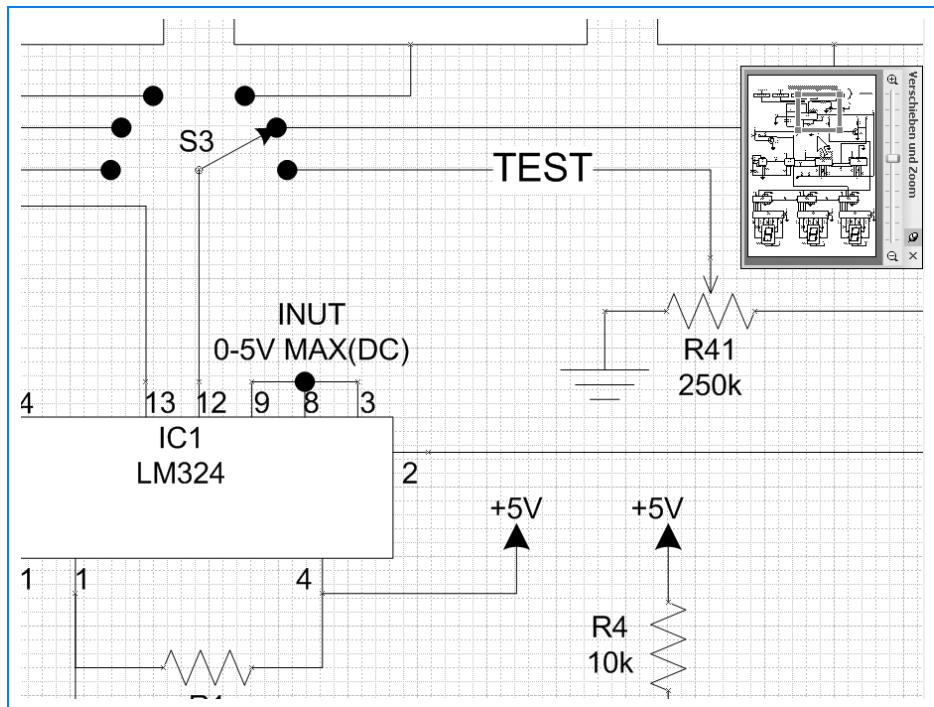 S3
TEST
Verschieben und Zoom
INUT
0-5V MAX(DC)
R41
250k
4
13
12
9
8
3
IC1
LM324
2
+5V
+5V
1
1
4
R4
10k